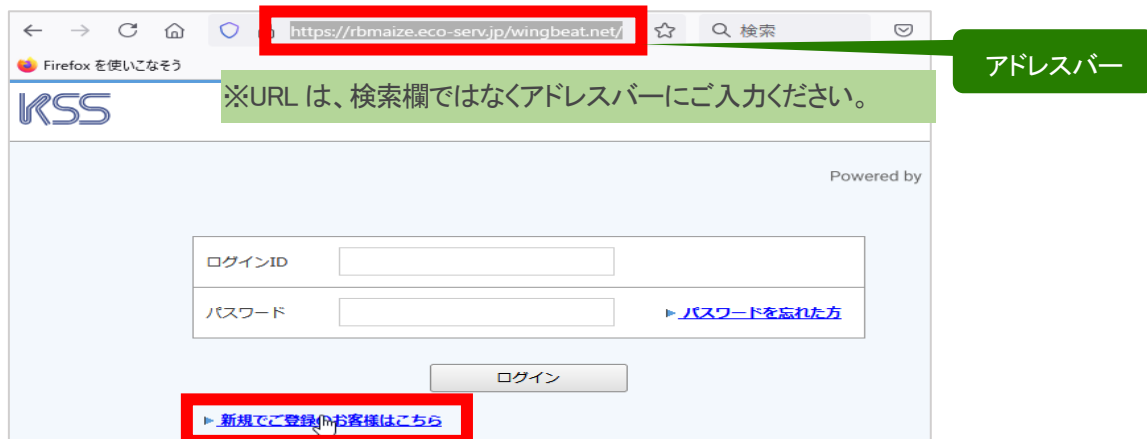 https://rbmaize.eco-serv.jp/wingbeat.net/
検索
Firefox を使いこなそう
アドレスバー
※URL は、検索欄ではなくアドレスバーにご入力ください。
KSS
Powered by
ログインID
パスワード
パスワードを忘れた方
ログイン
新規でご登録のお客様はこちら